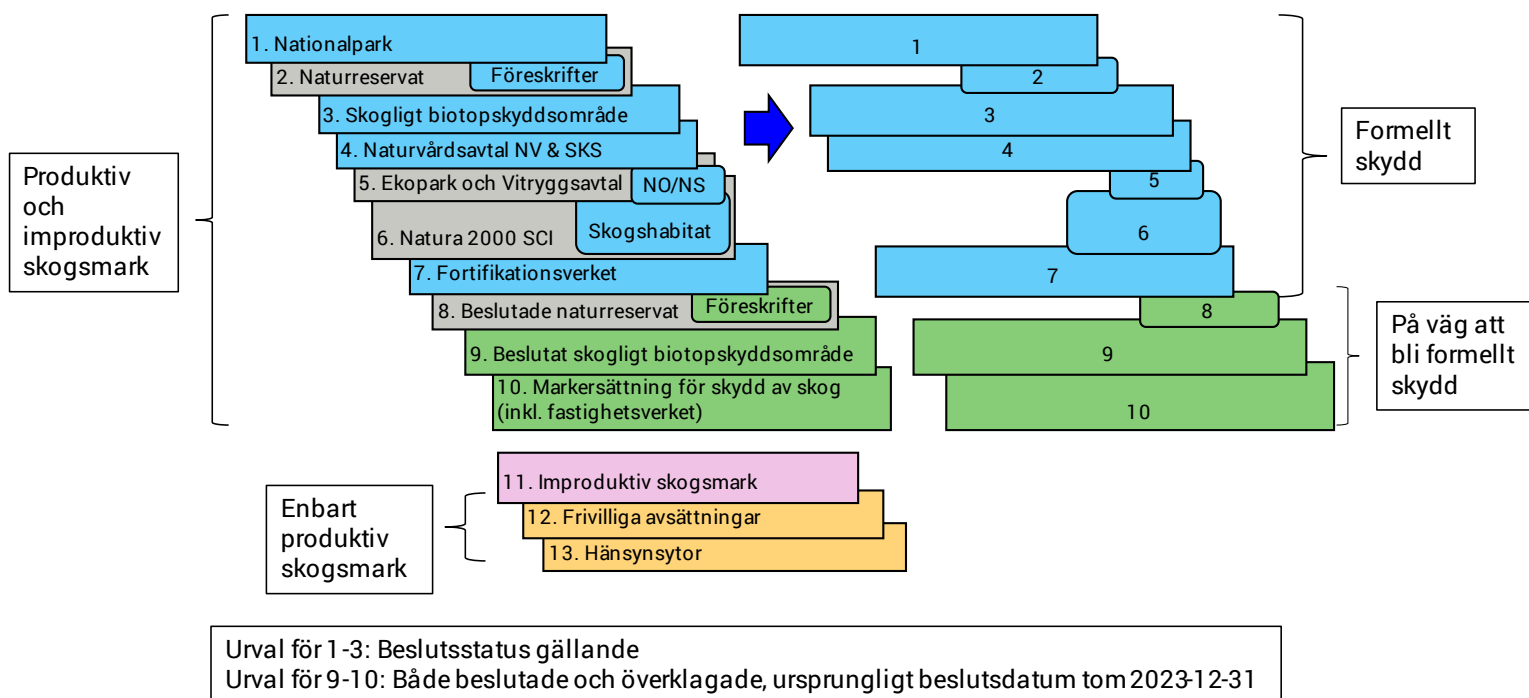 1. Nationalpark
2. Naturreservat
Föreskrifter
3. Skogligt biotopskyddsområde
4. Naturvårdsavtal NV & SKS
5. Ekopark och Vitryggsavtal
NO/NS
6. Natura 2000 SCI
Skogshabitat
7. Fortifikationsverket
8. Beslutade naturreservat
Föreskrifter
9. Beslutat skogligt biotopskyddsområde
10. Markersättning för skydd av skog
(inkl. fastighetsverket)
Produktiv
och
improduktiv
skogsmark
1
2
3
4
5
6
7
8
9
10
Formellt
skydd
På väg att
bli formellt
skydd
11. Improduktiv skogsmark
12. Frivilliga avsättningar
13. Hänsynsytor
Enbart
produktiv
skogsmark
Urval för 1-3: Beslutsstatus gällande
Urval för 9-10: Både beslutade och överklagade, ursprungligt beslutsdatum tom 2023-12-31